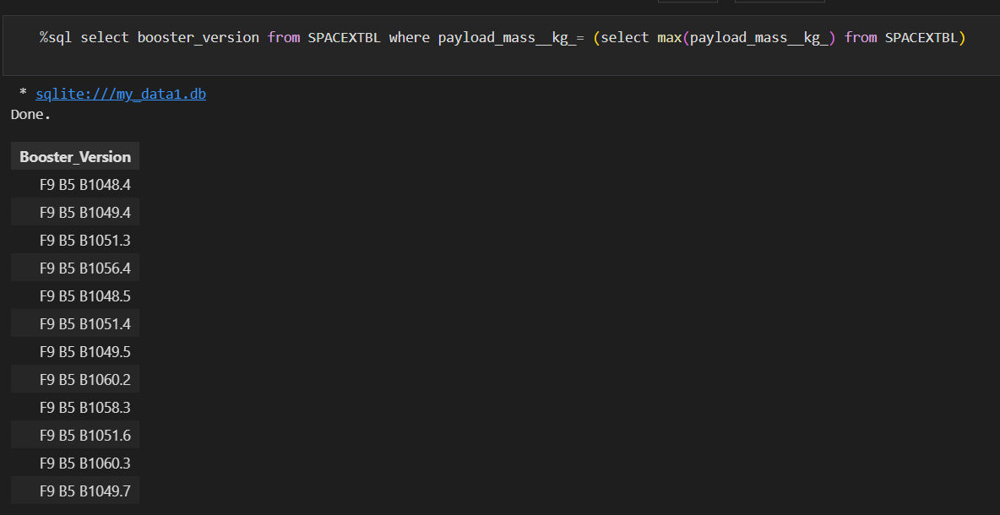 %sql select booster_version from SPACEXTBL where payload_mass__kg_= (select max(payload_mass__kg_) from SPACEXTBL)
* sqlite:///my_data1.db
Done.
Booster_Version
F9 B5 B1048.4
F9 B5 B1049.4
F9 B5 B1051.3
F9 B5 B1056.4
F9 B5 B1048.5
F9 B5 B1051.4
F9 B5 B1049.5
F9 B5 B1060.2
F9 B5 B1058.3
F9 B5 B1051.6
F9 B5 B1060.3
F9 B5 B1049.7